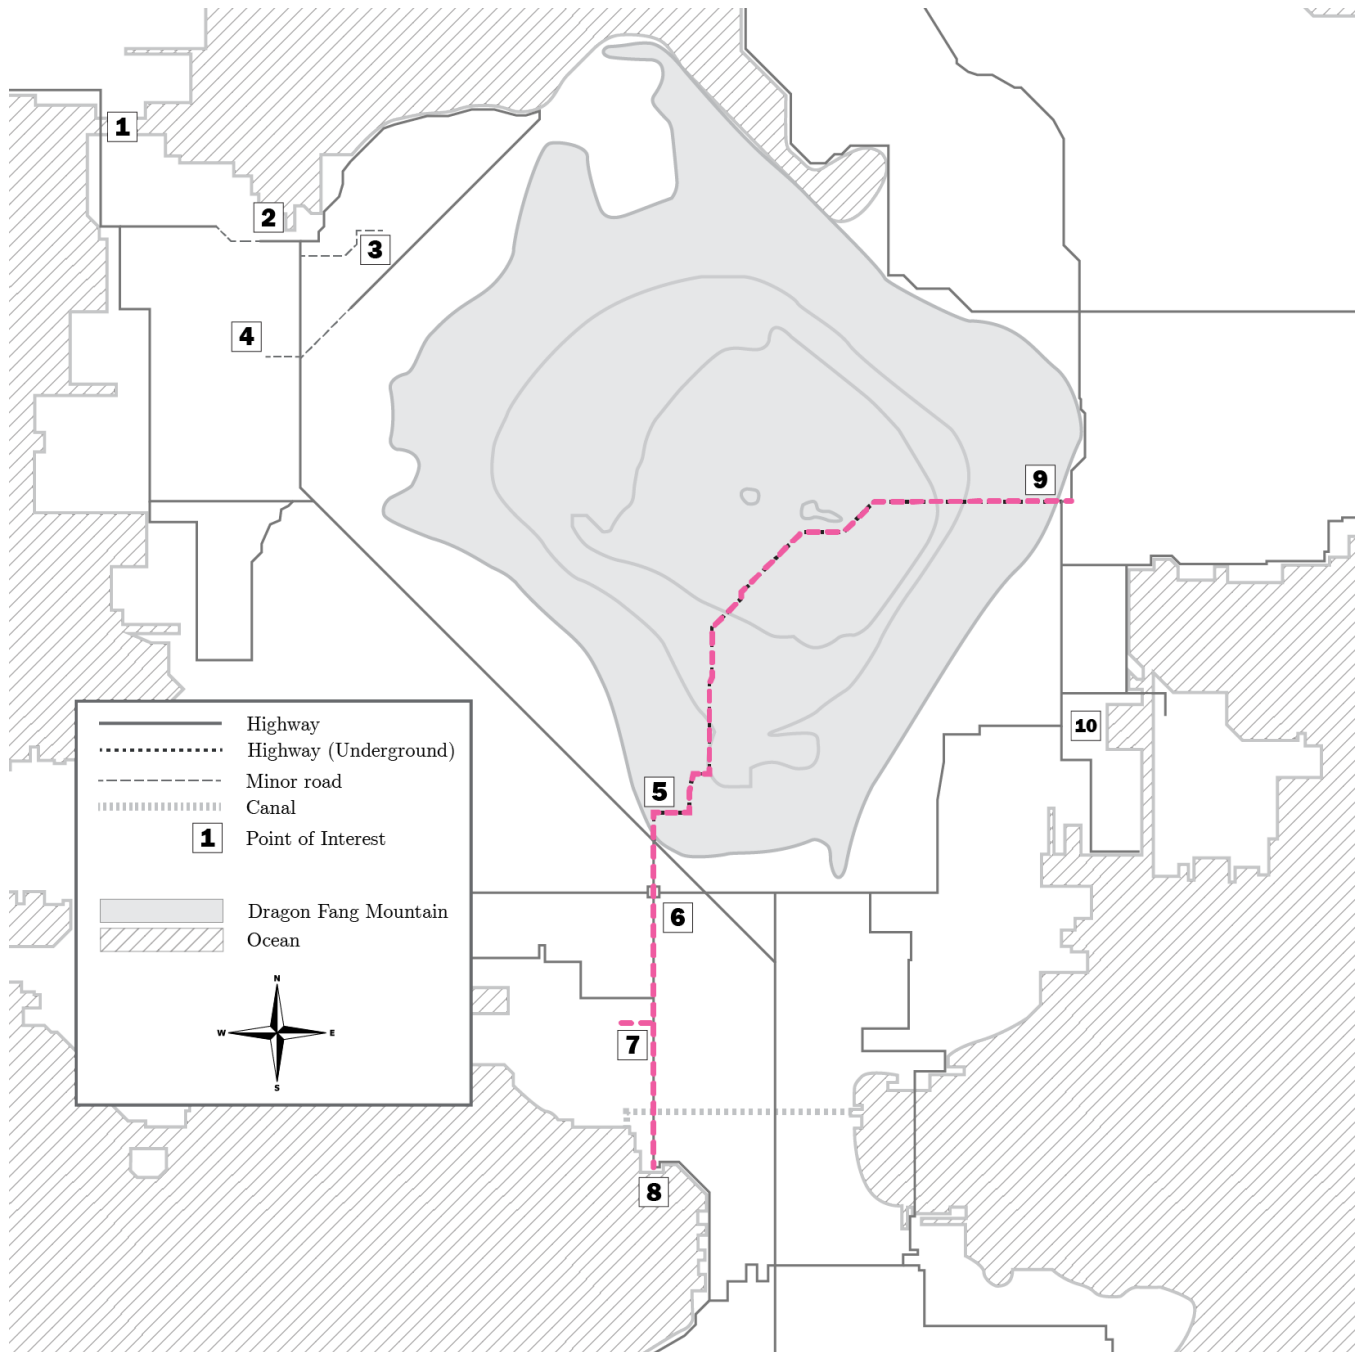 1
2
3
4
9
5
10
6
7
8
Highway
Highway (Underground)
Minor road
Canal
1 Point of Interest
Dragon Fang Mountain
Ocean
N
W E
S